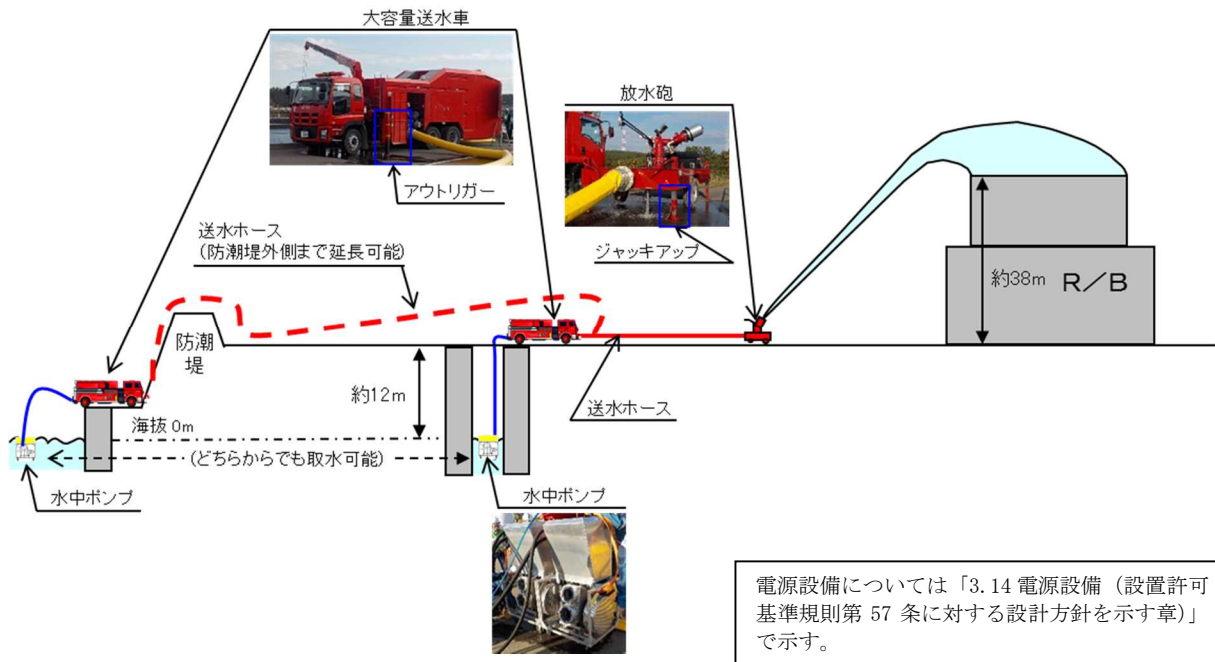 大容量送水車
放水砲
アウトリガー
送水ホース
(防潮堤外側まで延長可能)
ジャッキアップ
約38m R/B
防潮
堤
約12m
送水ホース
海抜 0m
(どちらからでも取水可能)
水中ポンプ
水中ポンプ
電源設備については「3.14 電源設備（設置許可
基準規則第 57 条に対する設計方針を示す章）」
で示す。